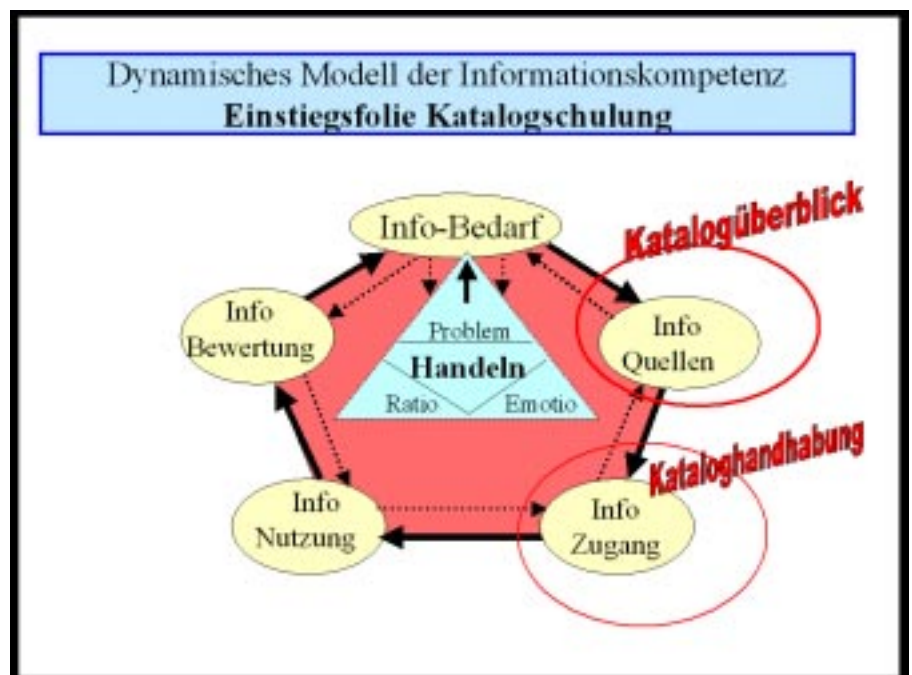 Dynamisches Modell der Informationskompetenz
Einstiegsfolie Katalogschulung
Info-Bedarf
Katalogüberblick
Info
Quellen
Info
Bewertung
Problem
Handeln
Ratio
Emotio
Kataloghandhabung
Info
Zugang
Info
Nutzung